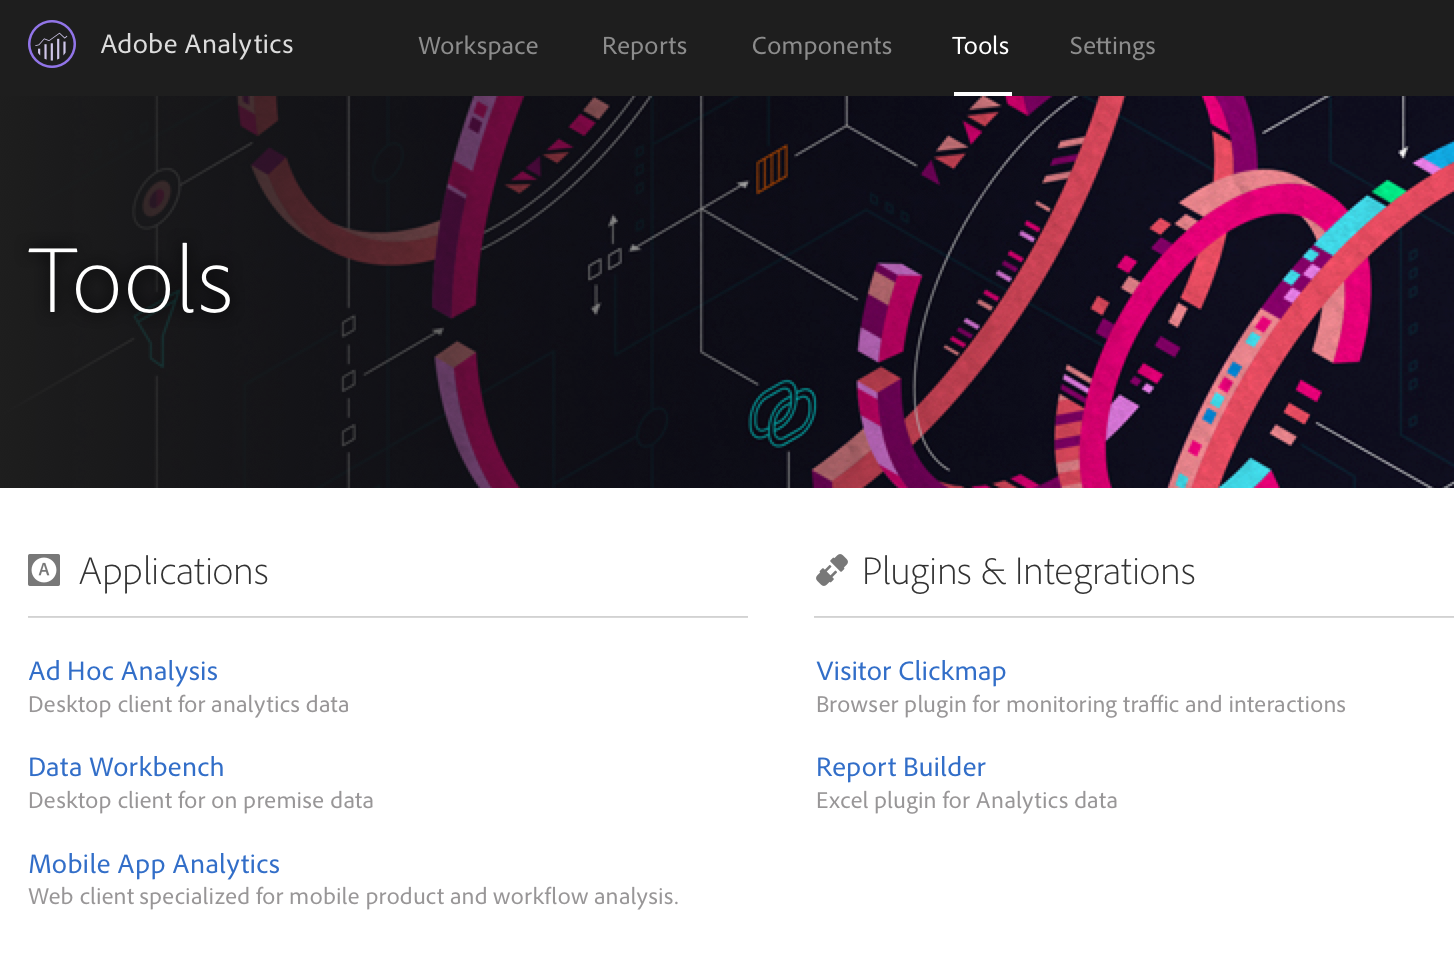 Adobe Analytics
Workspace
Reports
Components
Tools
Settings
Tools
A
Applications
Ad Hoc Analysis
Desktop client for analytics data
Data Workbench
Desktop client for on premise data
Mobile App Analytics
Web client specialized for mobile product and workflow analysis.
Plugins & Integrations
Visitor Clickmap
Browser plugin for monitoring traffic and interactions
Report Builder
Excel plugin for Analytics data